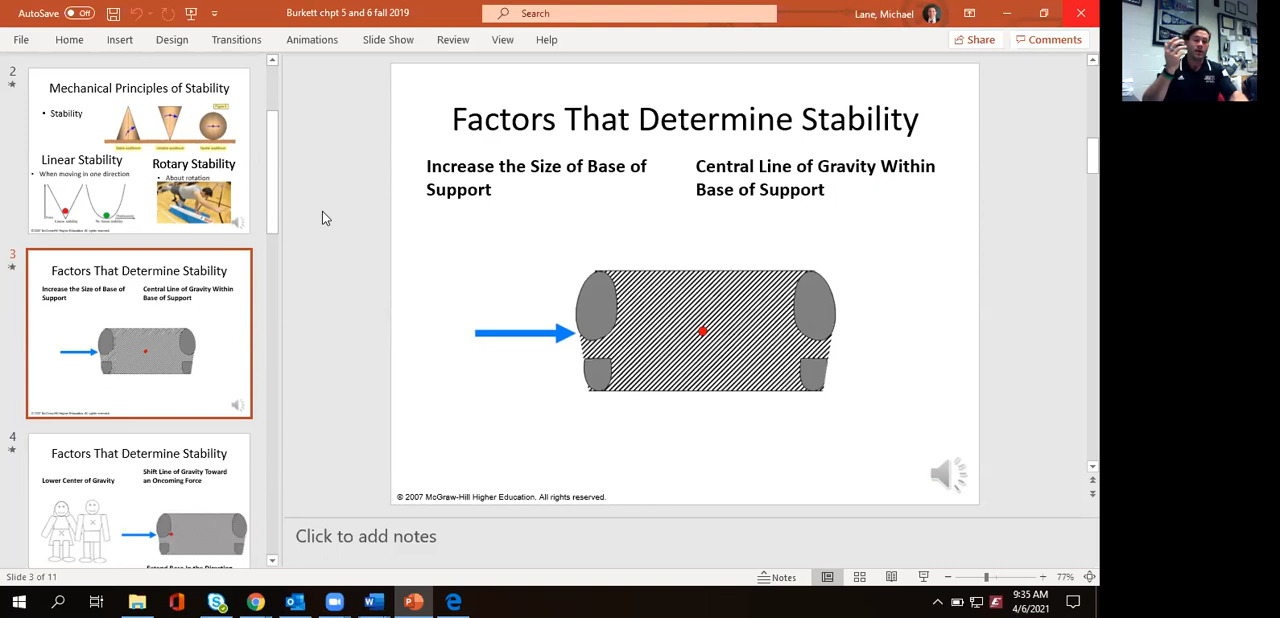 AutoSave Off
Burkett chpt 5 and 6 fall 2019
Search
Lane, Michael
File Home Insert Design Transitions Animations Slide Show Review View Help
Share Comments
2
Mechanical Principles of Stability
• Stability
Linear Stability
• When moving in one direction
Rotary Stability
• About rotation
3
Factors That Determine Stability
Increase the Size of Base of
Support
Central Line of Gravity Within
Base of Support
4
Factors That Determine Stability
Lower Center of Gravity
Shift Line of Gravity Toward
an Oncoming Force
Extend Base in the Direction
Factors That Determine Stability
Increase the Size of Base of
Support
Central Line of Gravity Within
Base of Support
© 2007 McGraw-Hill Higher Education. All rights reserved.
Click to add notes
Slide 3 of 11
Notes
77%
9:35 AM
4/6/2021